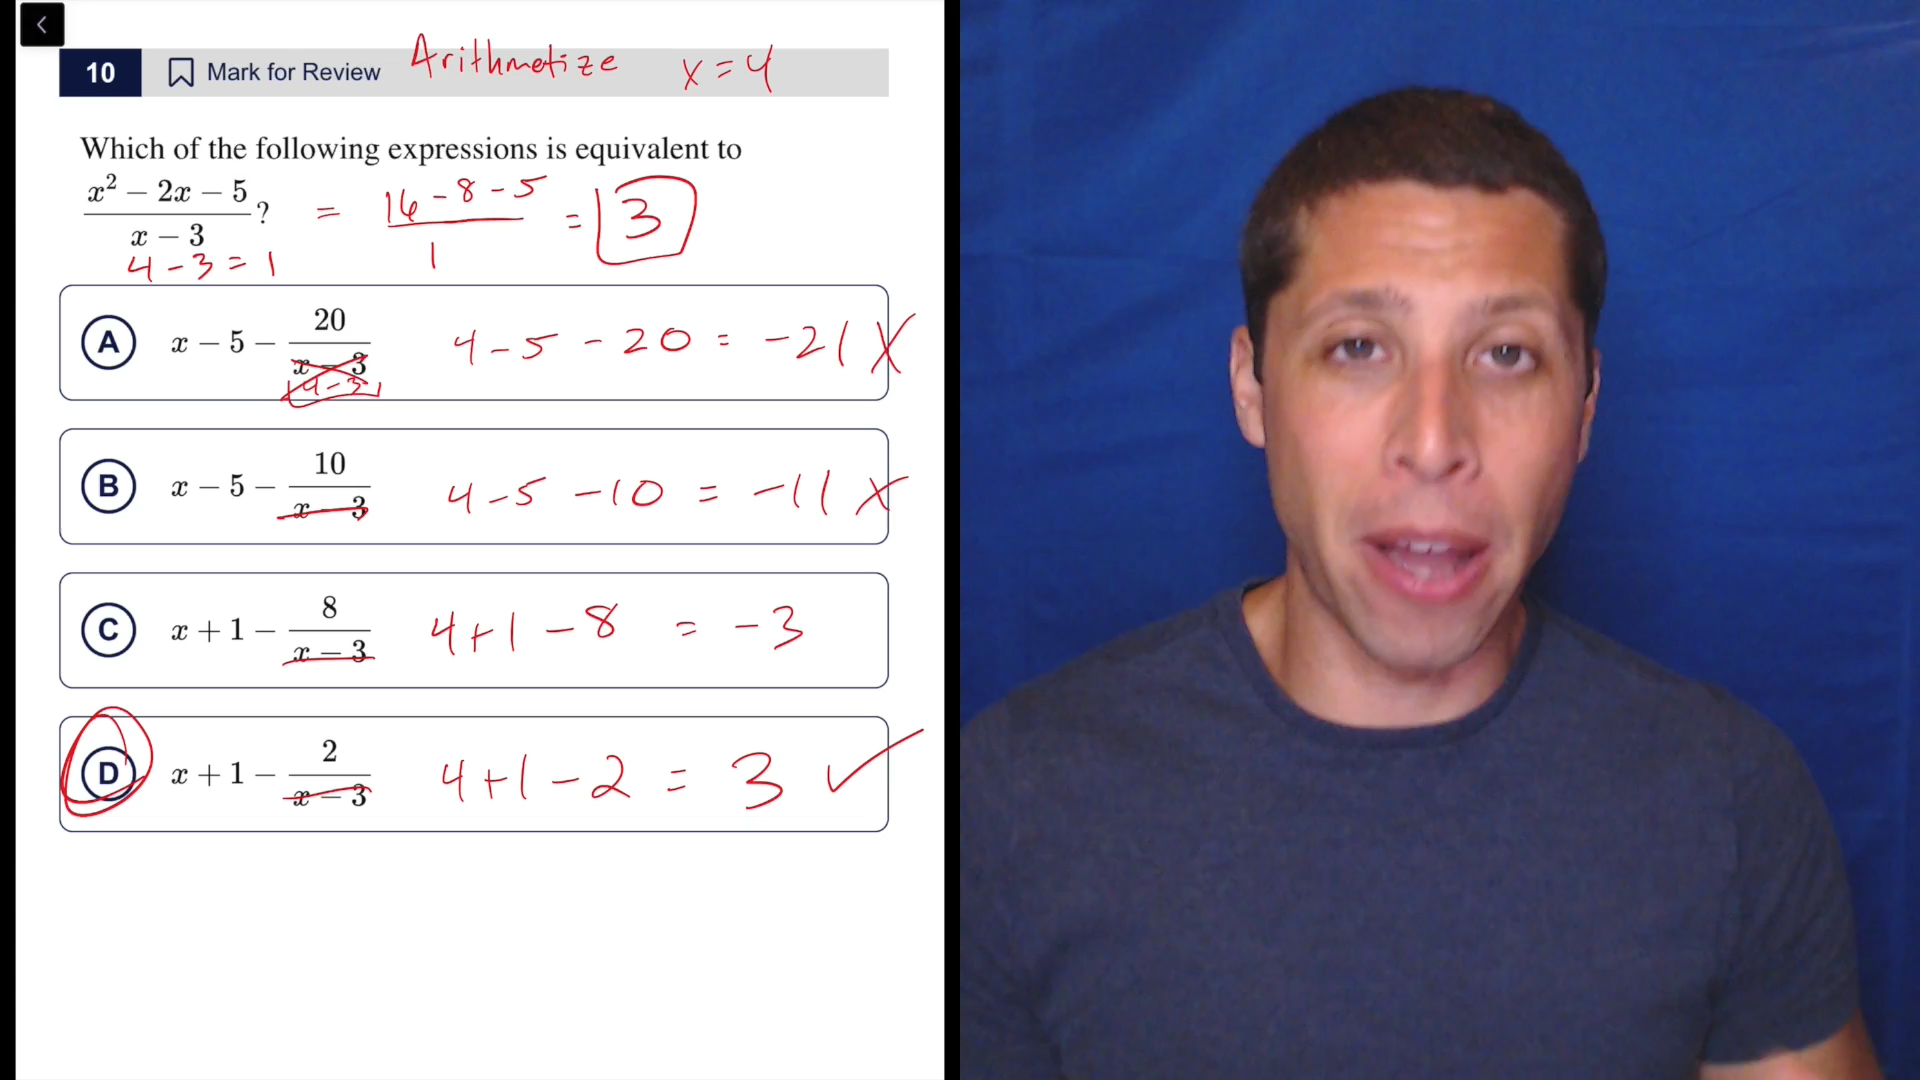 10 Mark for Review Arithmetize x = 4
Which of the following expressions is equivalent to
x² − 2x − 5 / x − 3 ? = 16 − 8 − 5 / 1 = 3
4 − 3 = 1
A x − 5 − 20 / x − 3 4 − 5 − 20 = −21 X
(4 − 3)
B x − 5 − 10 / x − 3 4 − 5 − 10 = −11 X
C x + 1 − 8 / x − 3 4 + 1 − 8 = −3
D x + 1 − 2 / x − 3 4 + 1 − 2 = 3 ✓